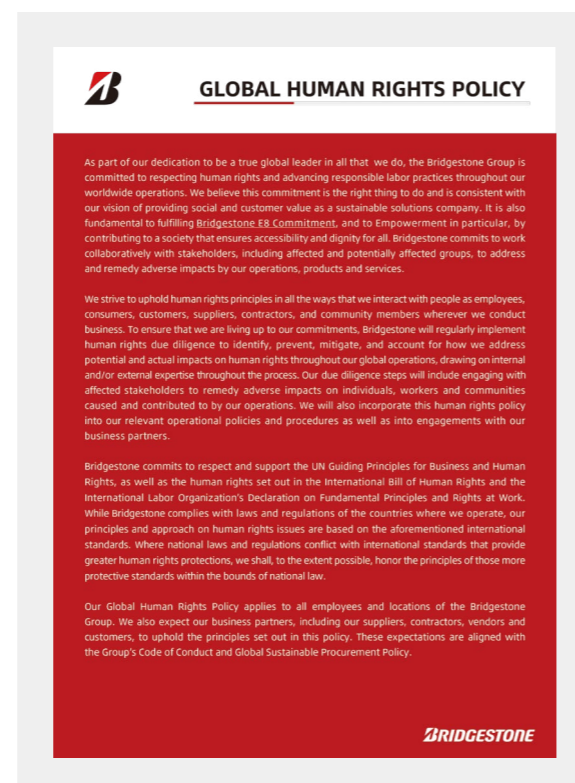 GLOBAL HUMAN RIGHTS POLICY
As part of our dedication to be a true global leader in all that we do, the Bridgestone Group is
committed to respecting human rights and advancing responsible labor practices throughout our
worldwide operations. We believe this commitment is the right thing to do and is consistent with
our vision of providing social and customer value as a sustainable solutions company. It is also
fundamental to fulfilling Bridgestone E8 Commitment, and to Empowerment in particular, by
contributing to a society that ensures accessibility and dignity for all. Bridgestone commits to work
collaboratively with stakeholders, including affected and potentially affected groups, to address
and remedy adverse impacts by our operations, products and services.
We strive to uphold human rights principles in all the ways that we interact with people as employees,
consumers, customers, suppliers, contractors, and community members wherever we conduct
business. To ensure that we are living up to our commitments, Bridgestone will regularly implement
human rights due diligence to identify, prevent, mitigate, and account for how we address
potential and actual impacts on human rights throughout our global operations, drawing on internal
and/or external expertise throughout the process. Our due diligence steps will include engaging with
affected stakeholders to remedy adverse impacts on individuals, workers and communities
caused and contributed to by our operations. We will also incorporate this human rights policy
into our relevant operational policies and procedures as well as into engagements with our
business partners.
Bridgestone commits to respect and support the UN Guiding Principles for Business and Human
Rights, as well as the human rights set out in the International Bill of Human Rights and the
International Labor Organization's Declaration on Fundamental Principles and Rights at Work.
While Bridgestone complies with laws and regulations of the countries where we operate, our
principles and approach on human rights issues are based on the aforementioned international
standards. Where national laws and regulations conflict with international standards that provide
greater human rights protections, we shall, to the extent possible, honor the principles of those more
protective standards within the bounds of national law.
Our Global Human Rights Policy applies to all employees and locations of the Bridgestone
Group. We also expect our business partners, including our suppliers, contractors, vendors and
customers, to uphold the principles set out in this policy. These expectations are aligned with
the Group's Code of Conduct and Global Sustainable Procurement Policy.
BRIDGESTONE